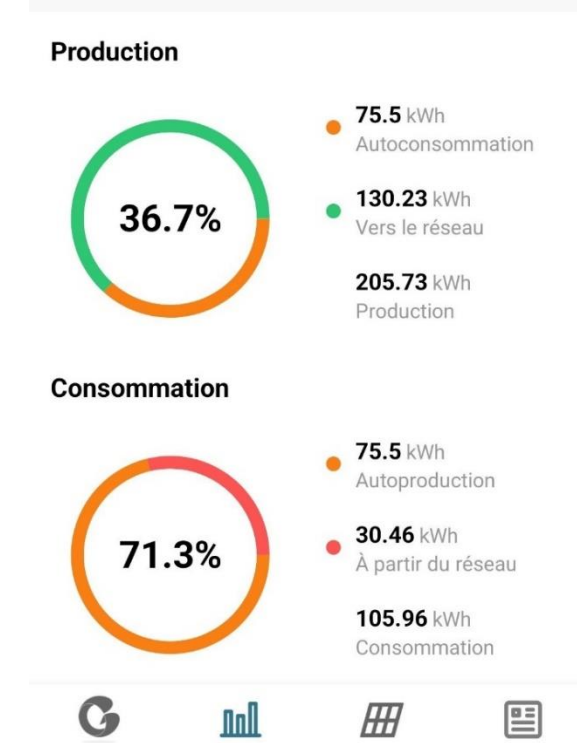 Production
36.7%
75.5 kWh
Autoconsommation
130.23 kWh
Vers le réseau
205.73 kWh
Production
Consommation
71.3%
75.5 kWh
Autoproduction
30.46 kWh
À partir du réseau
105.96 kWh
Consommation